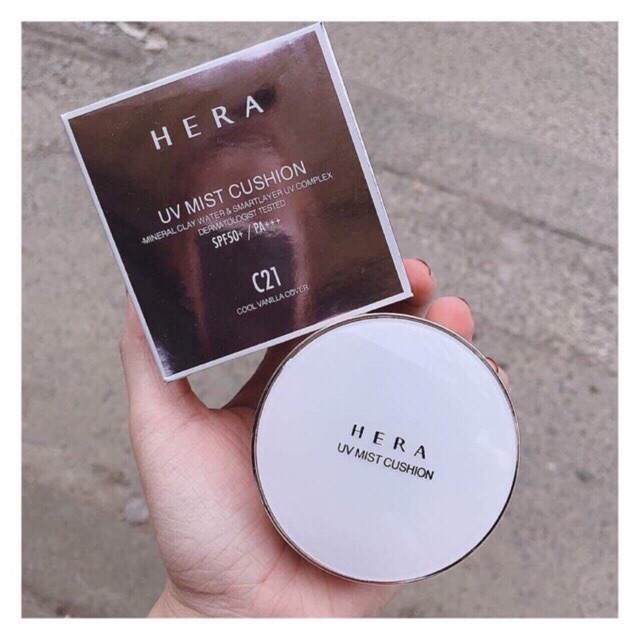 HERA
UV MIST CUSHION
-MINERAL CLAY WATER & SMARTLAYER UV COMPLEX
DERMATOLOGIST TESTED
SPF50+ / PA+++
C21
COOL VANILLA COVER
HERA
UV MIST CUSHION